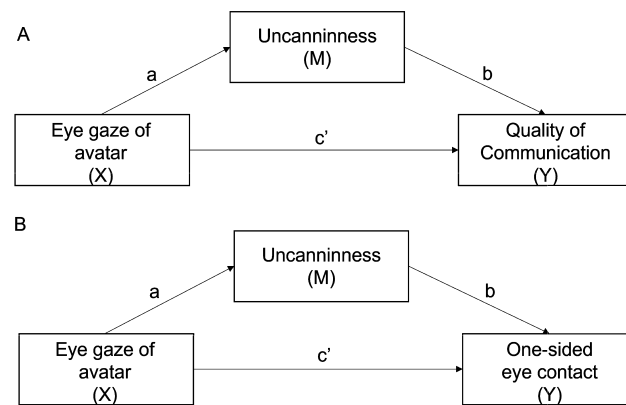 A
Uncanninness
(M)
a
b
Eye gaze of
avatar
(X)
c'
Quality of
Communication
(Y)
B
Uncanninness
(M)
a
b
Eye gaze of
avatar
(X)
c'
One-sided
eye contact
(Y)